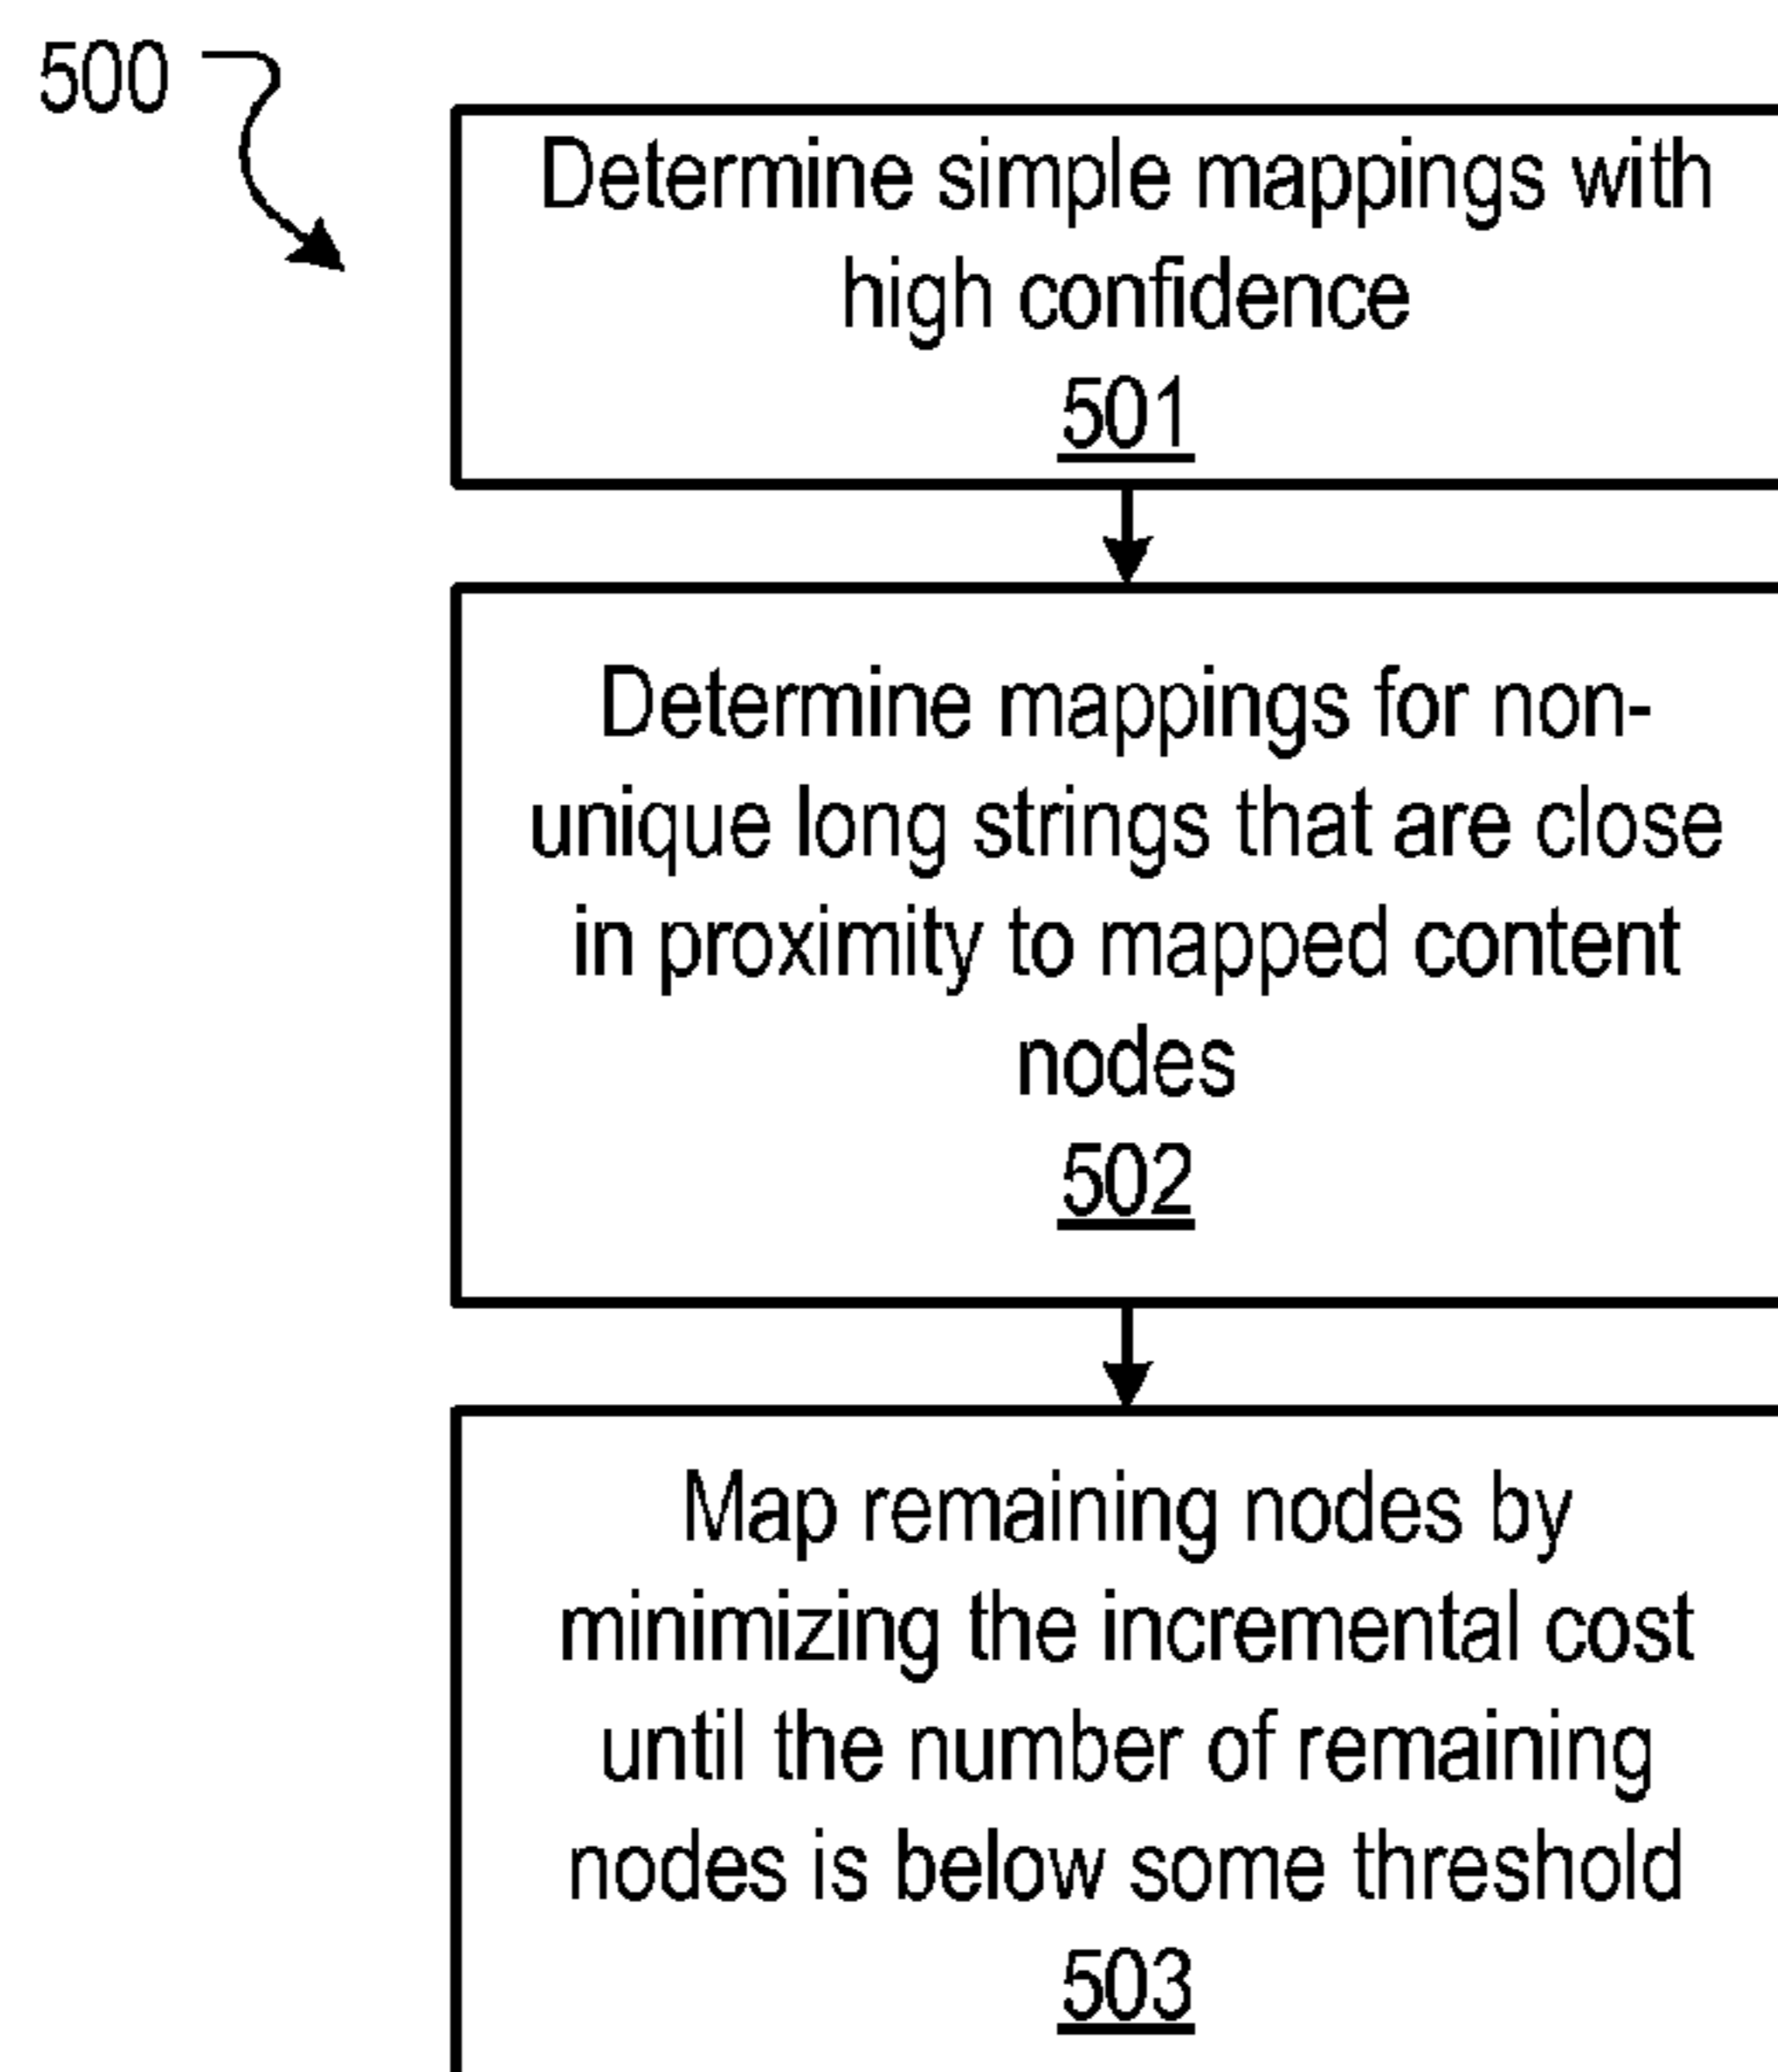 500
Determine simple mappings with
high confidence
501
Determine mappings for non-
unique long strings that are close
in proximity to mapped content
nodes
502
Map remaining nodes by
minimizing the incremental cost
until the number of remaining
nodes is below some threshold
503